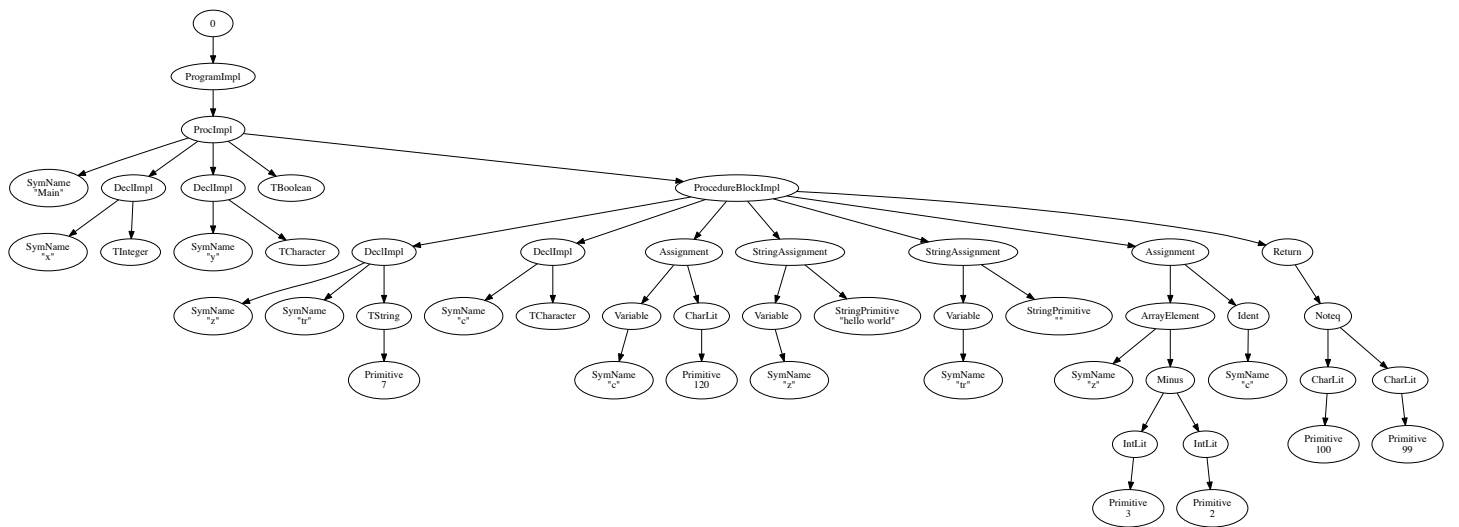 0
ProgramImpl
ProcImpl
SymName
"Main"
DeclImpl
DeclImpl
TBoolean
ProcedureBlockImpl
SymName
"x"
TInteger
SymName
"y"
TCharacter
DeclImpl
DeclImpl
Assignment
StringAssignment
StringAssignment
Assignment
Return
SymName
"z"
SymName
"tr"
TString
SymName
"c"
TCharacter
Variable
CharLit
Variable
StringPrimitive
"hello world"
Variable
StringPrimitive
""
ArrayElement
Ident
Noteq
Primitive
7
SymName
"c"
Primitive
120
SymName
"z"
SymName
"tr"
SymName
"z"
Minus
SymName
"c"
CharLit
CharLit
IntLit
IntLit
Primitive
100
Primitive
99
Primitive
3
Primitive
2